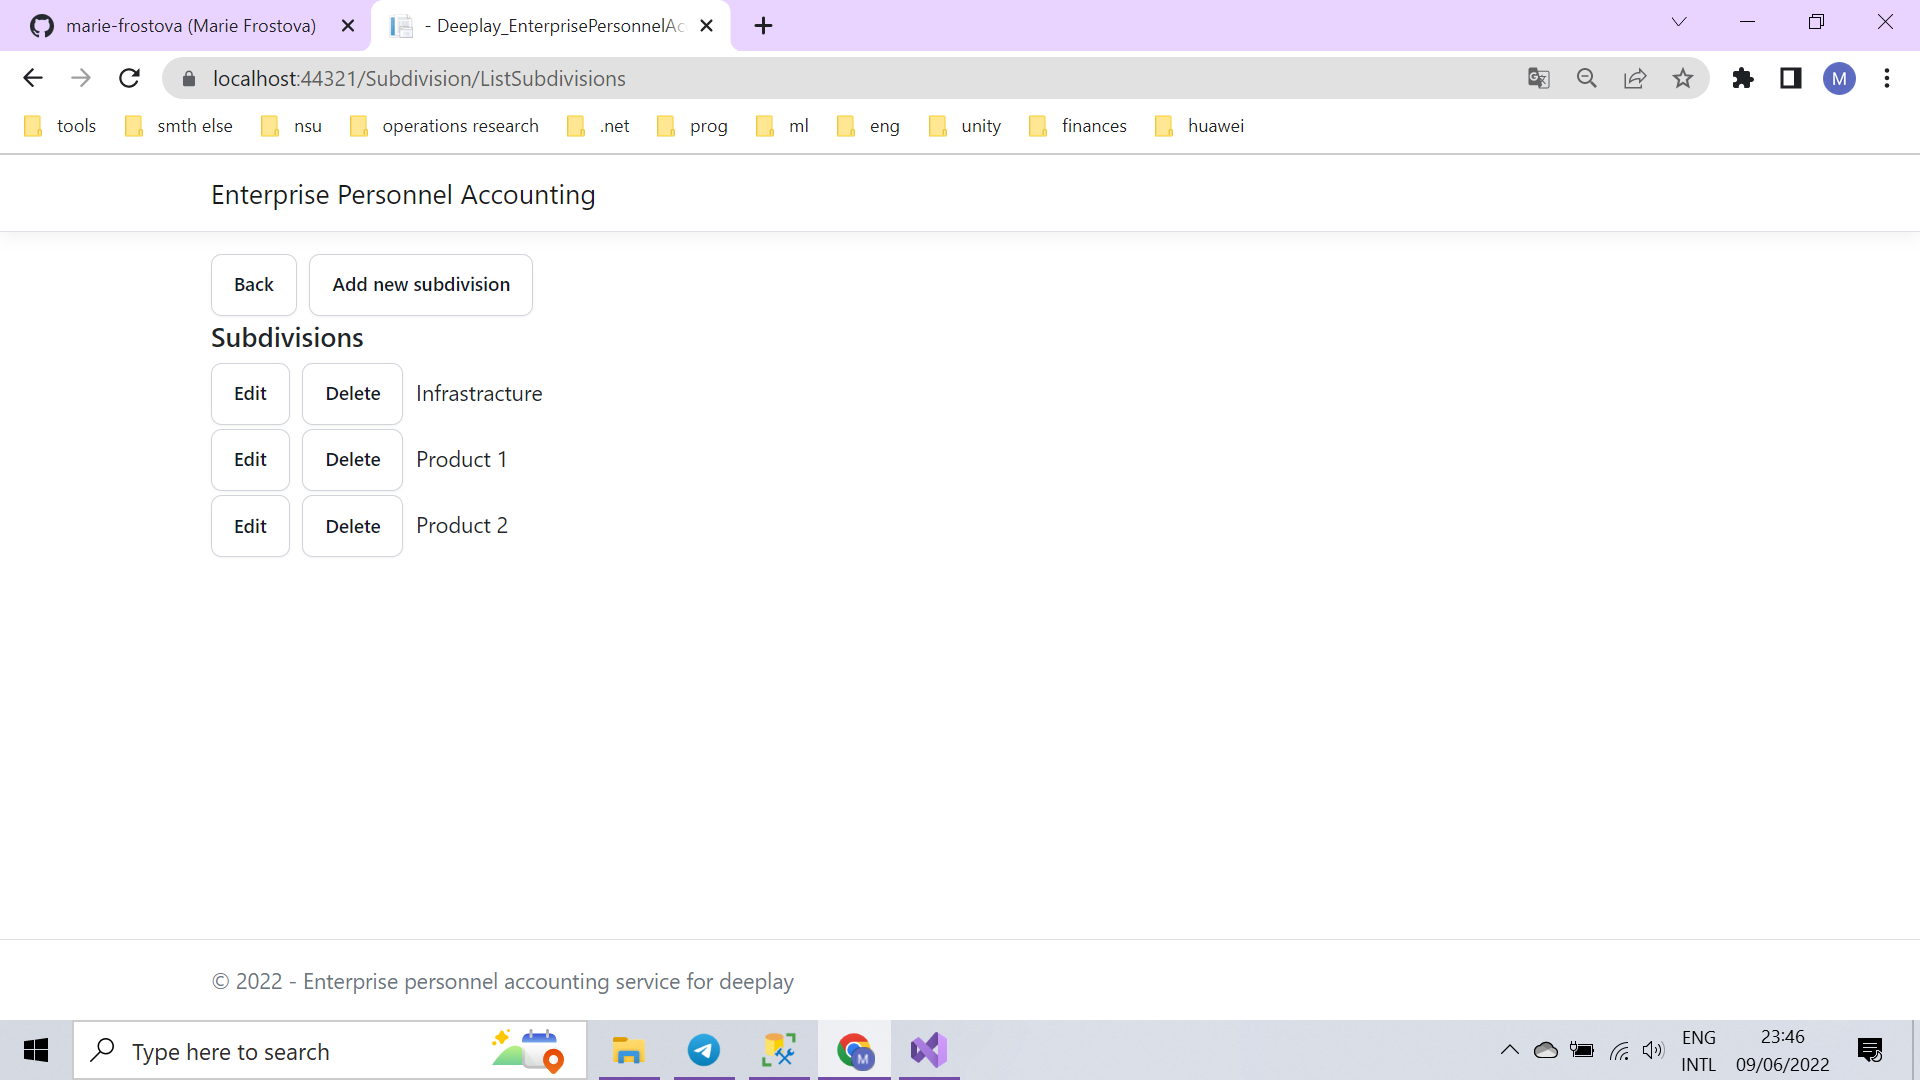 marie-frostova (Marie Frostova)
- Deeplay_EnterprisePersonnelAc
localhost:44321/Subdivision/ListSubdivisions
M
tools smth else nsu operations research .net prog ml eng unity finances huawei
Enterprise Personnel Accounting
Back Add new subdivision
Subdivisions
Edit Delete Infrastracture
Edit Delete Product 1
Edit Delete Product 2
© 2022 - Enterprise personnel accounting service for deeplay
Type here to search
M
ENG
INTL
23:46
09/06/2022